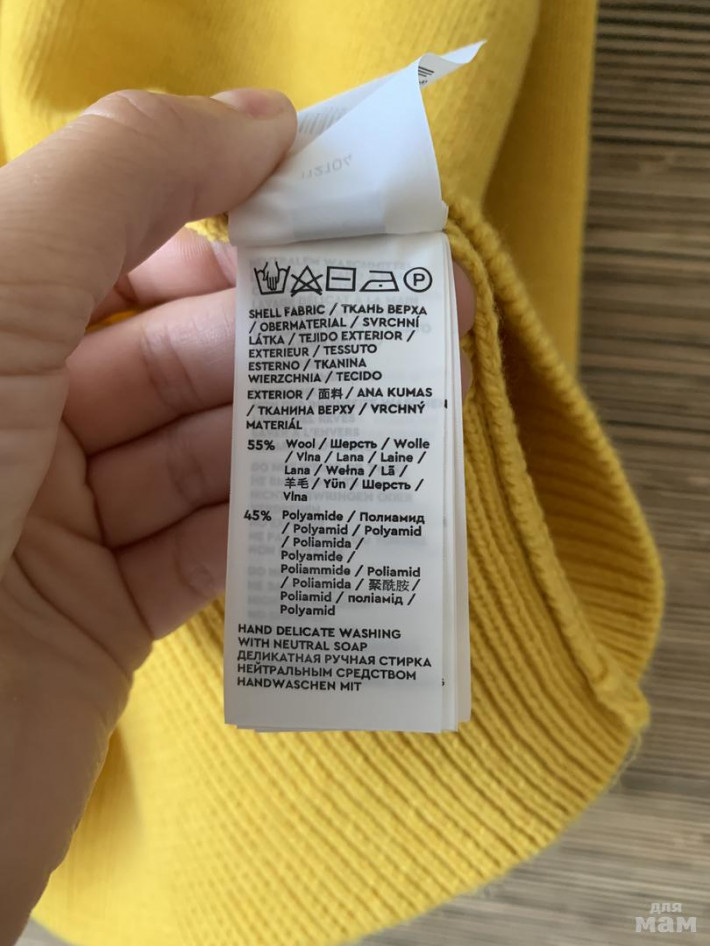 112104
P
SHELL FABRIC / ТКАНЬ ВЕРХА
/ OBERMATERIAL / SVRCHNÍ
LÁTKA / TEJIDO EXTERIOR /
EXTERIEUR / TESSUTO
ESTERNO / TKANINA
WIERZCHNIA / TECIDO
EXTERIOR / 面料 / ANA KUMAS
/ ТКАНИНА ВЕРХУ / VRCHNÝ
MATERIÁL
55% Wool / Шерсть / Wolle
/ Vlna / Lana / Laine /
Lana / Wełna / Lã /
羊毛 / Yün / Шерсть /
Vlna
45% Polyamide / Полиамид
/ Polyamid / Polyamid
/ Poliamida /
Polyamide /
Poliammide / Poliamid
/ Poliamida / 聚酰胺 /
Poliamid / поліамід /
Polyamid
HAND DELICATE WASHING
WITH NEUTRAL SOAP
ДЕЛИКАТНАЯ РУЧНАЯ СТИРКА
НЕЙТРАЛЬНЫМ СРЕДСТВОМ
HANDWASCHEN MIT
для
мам